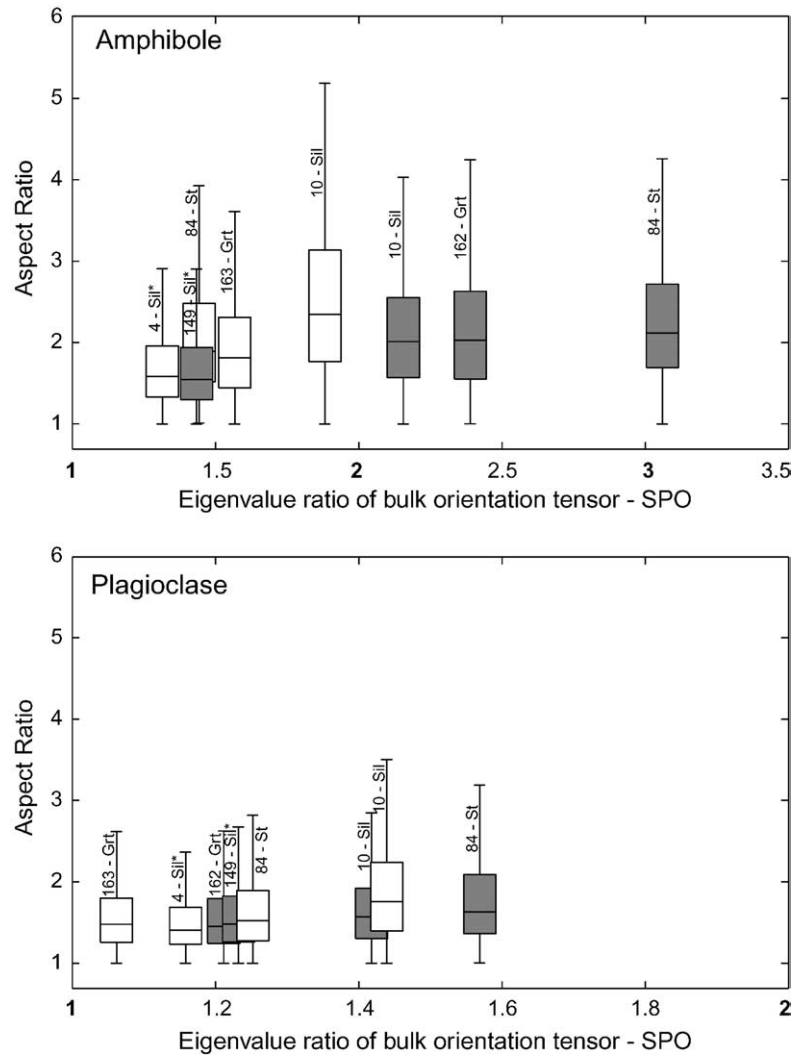 Amphibole
6
5
4
3
2
1
Aspect Ratio
4 - Sil*
149 - Sil*
84 - St
163 - Grt
10 - Sil
10 - Sil
162 - Grt
84 - St
1 1.5 2 2.5 3 3.5
Eigenvalue ratio of bulk orientation tensor - SPO
Plagioclase
6
5
4
3
2
1
Aspect Ratio
163 - Grt
4 - Sil*
162 - Grt
149 - Sil*
84 - St
10 - Sil
10 - Sil
84 - St
1 1.2 1.4 1.6 1.8 2
Eigenvalue ratio of bulk orientation tensor - SPO